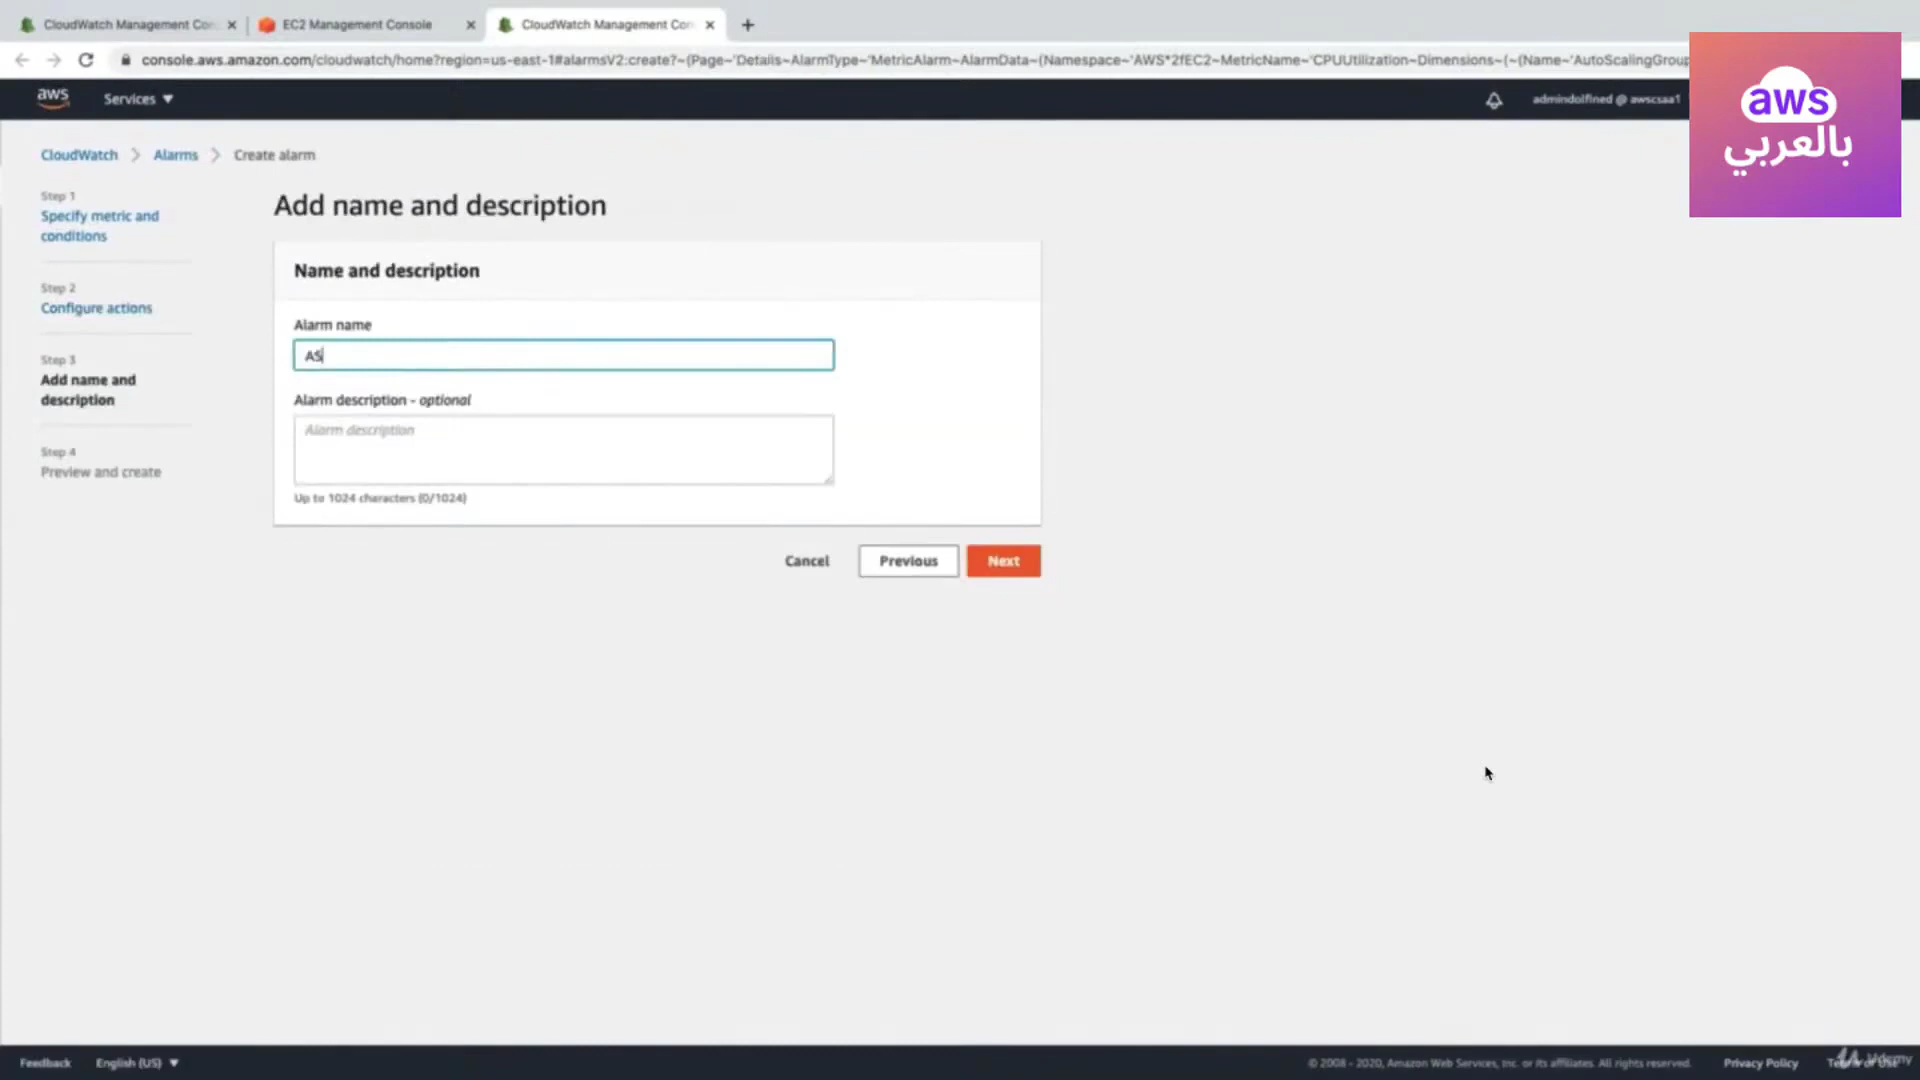 CloudWatch Management Con
EC2 Management Console
CloudWatch Management Con
console.aws.amazon.com/cloudwatch/home?region=us-east-1#alarmsV2:create?~(Page~'Details~AlarmType~'MetricAlarm~AlarmData~(Namespace~'AWS*2fEC2~MetricName~'CPUUtilization~Dimensions~(~(Name~'AutoScalingGroup
aws
Services
admindolfined @ awscsaa1
aws
بالعربي
CloudWatch
Alarms
Create alarm
Step 1
Specify metric and
conditions
Step 2
Configure actions
Step 3
Add name and
description
Step 4
Preview and create
Add name and description
Name and description
Alarm name
AS
Alarm description - optional
Alarm description
Up to 1024 characters (0/1024)
Cancel
Previous
Next
Feedback
English (US)
© 2008 - 2020, Amazon Web Services, Inc. or its affiliates. All rights reserved.
Privacy Policy
Udemy